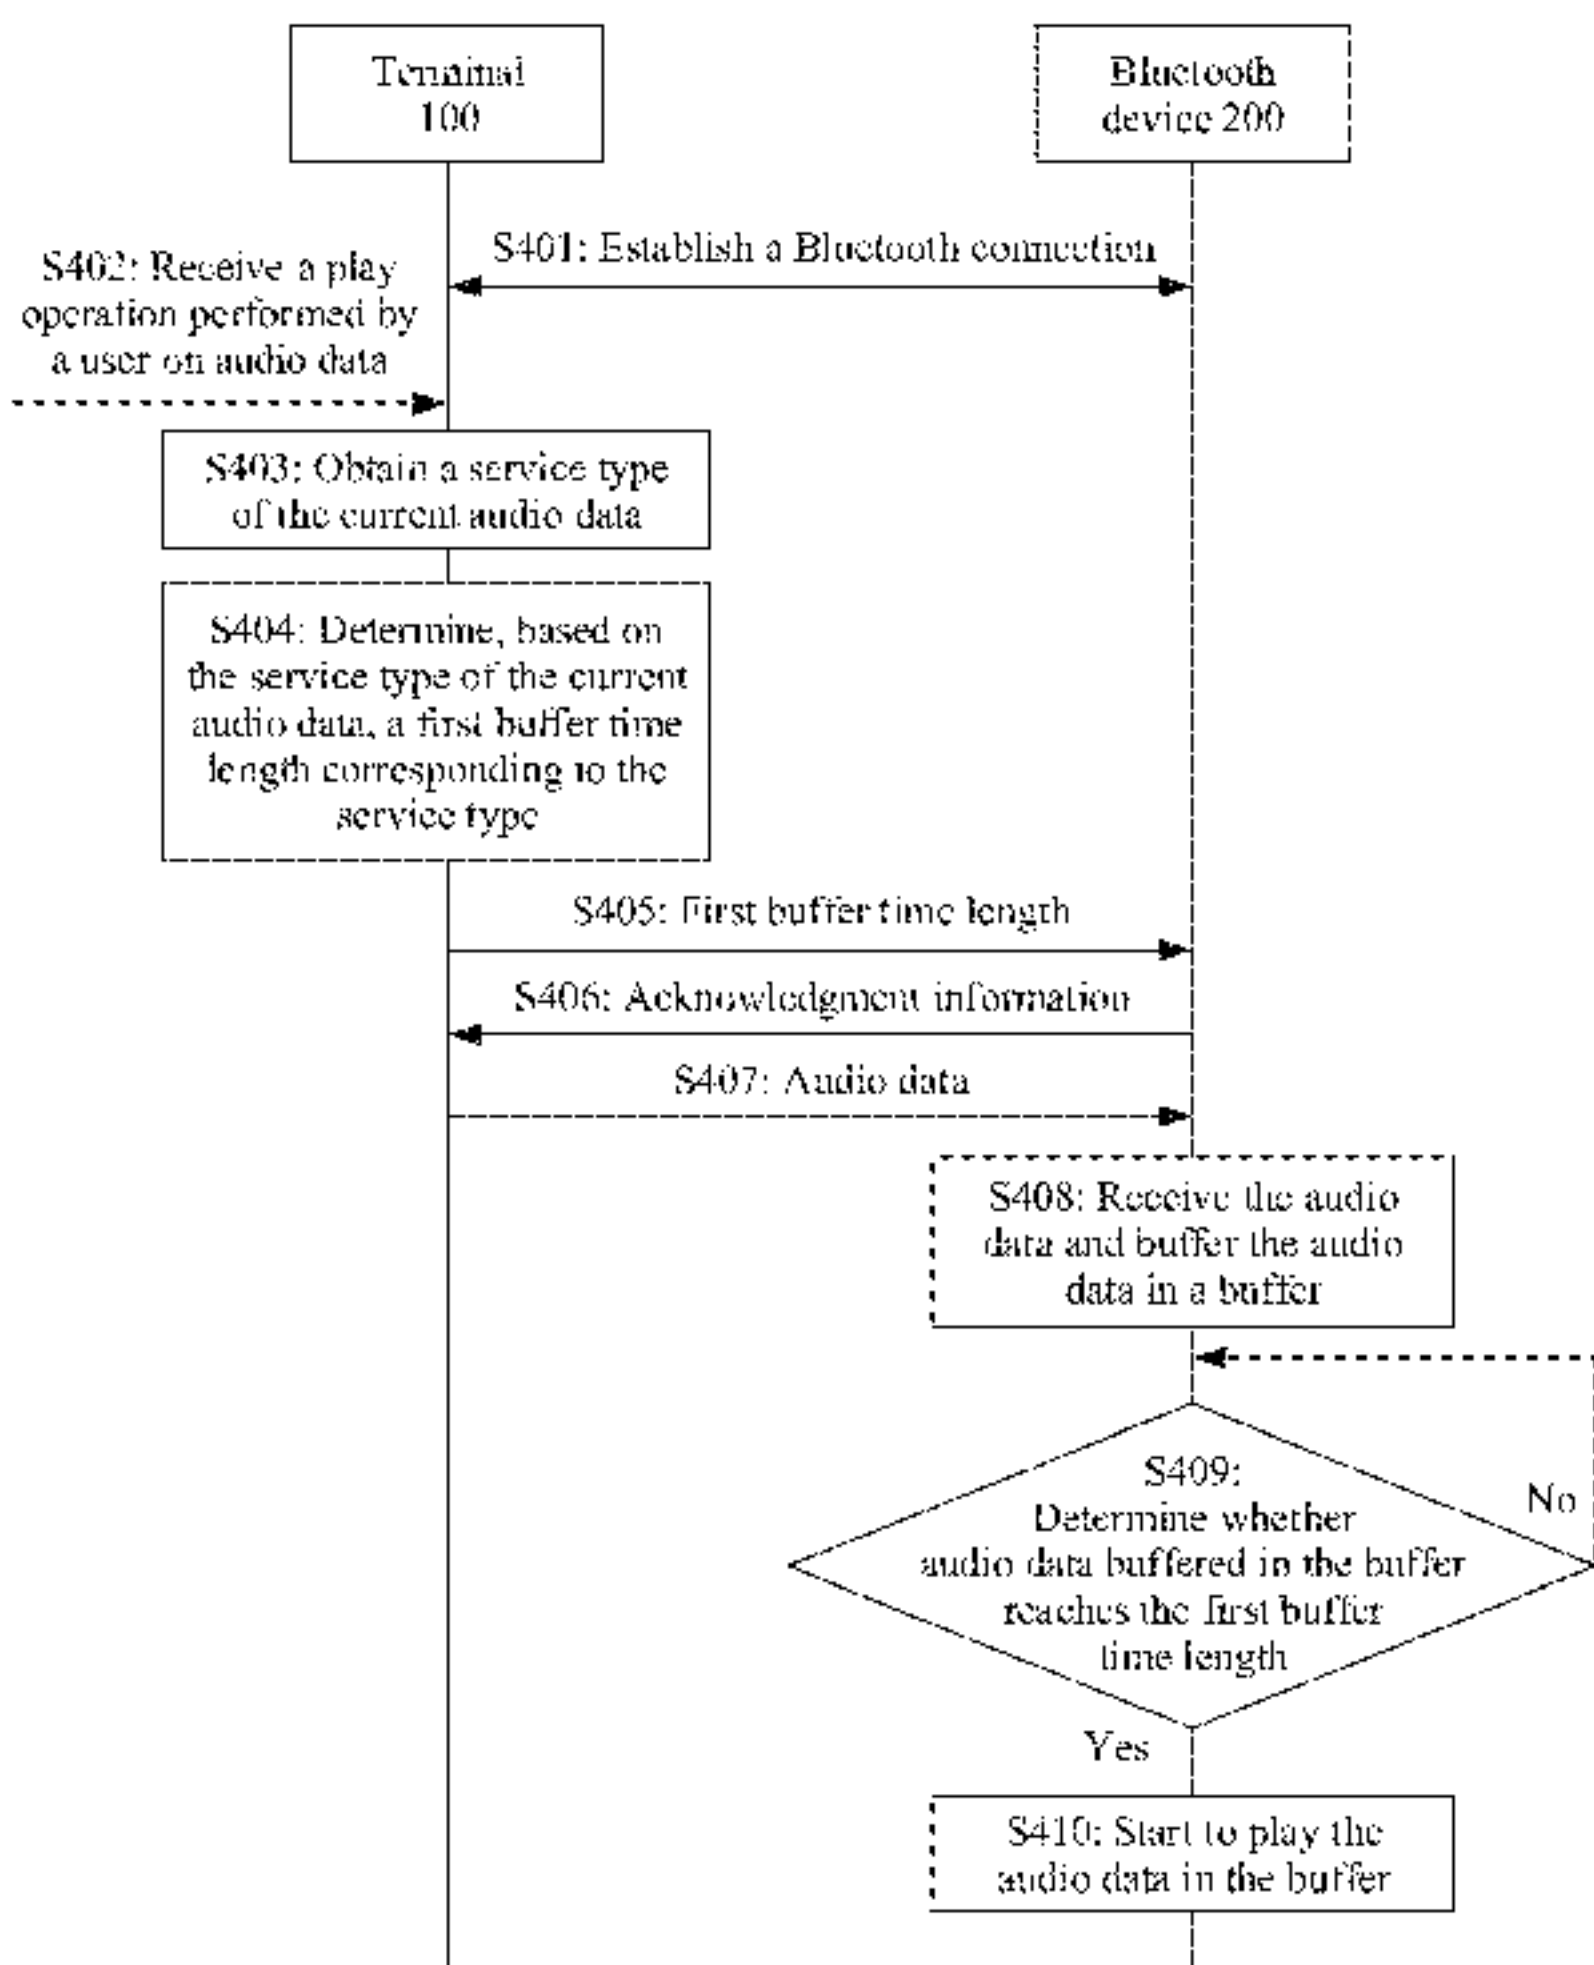 Terminal
100
Bluetooth
device 200
S401: Establish a Bluetooth connection
S402: Receive a play
operation performed by
a user on audio data
S403: Obtain a service type
of the current audio data
S404: Determine, based on
the service type of the current
audio data, a first buffer time
length corresponding to the
service type
S405: First buffer time length
S406: Acknowledgment information
S407: Audio data
S408: Receive the audio
data and buffer the audio
data in a buffer
S409:
Determine whether
audio data buffered in the buffer
reaches the first buffer
time length
No
Yes
S410: Start to play the
audio data in the buffer